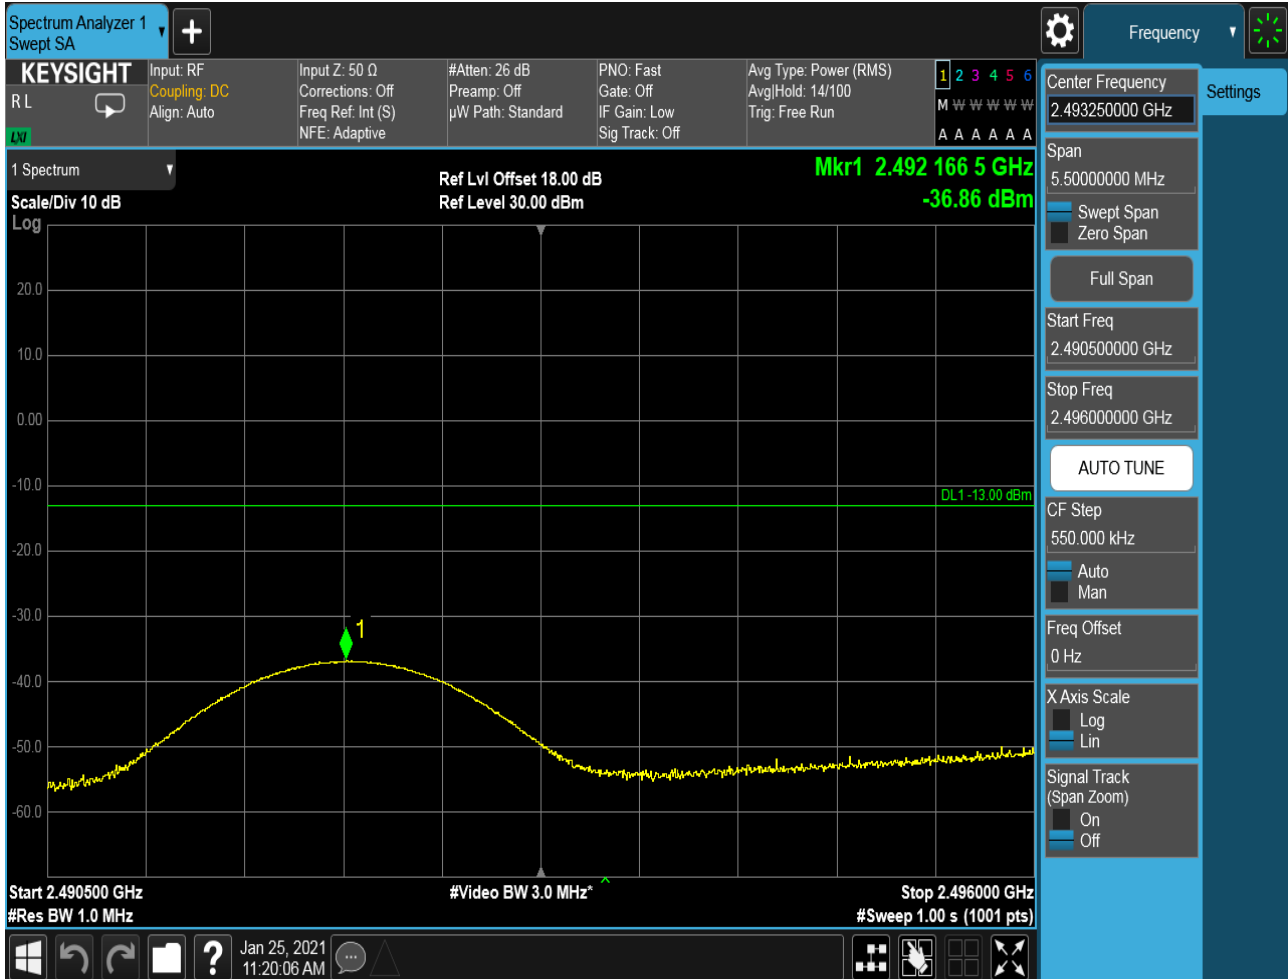 Spectrum Analyzer 1
Swept SA
+
Frequency
KEYSIGHT
R L
LXI
Input: RF
Coupling: DC
Align: Auto
Input Z: 50 Ω
Corrections: Off
Freq Ref: Int (S)
NFE: Adaptive
#Atten: 26 dB
Preamp: Off
µW Path: Standard
PNO: Fast
Gate: Off
IF Gain: Low
Sig Track: Off
Avg Type: Power (RMS)
Avg|Hold: 14/100
Trig: Free Run
1 2 3 4 5 6
M W W W W W
A A A A A A
1 Spectrum
Scale/Div 10 dB
Log
Ref Lvl Offset 18.00 dB
Ref Level 30.00 dBm
Mkr1 2.492 166 5 GHz
-36.86 dBm
20.0
10.0
0.00
-10.0
DL1 -13.00 dBm
-20.0
-30.0
1
-40.0
-50.0
-60.0
Start 2.490500 GHz
#Res BW 1.0 MHz
#Video BW 3.0 MHz*
Stop 2.496000 GHz
#Sweep 1.00 s (1001 pts)
Center Frequency
2.493250000 GHz
Settings
Span
5.50000000 MHz
Swept Span
Zero Span
Full Span
Start Freq
2.490500000 GHz
Stop Freq
2.496000000 GHz
AUTO TUNE
CF Step
550.000 kHz
Auto
Man
Freq Offset
0 Hz
X Axis Scale
Log
Lin
Signal Track
(Span Zoom)
On
Off
?
Jan 25, 2021
11:20:06 AM